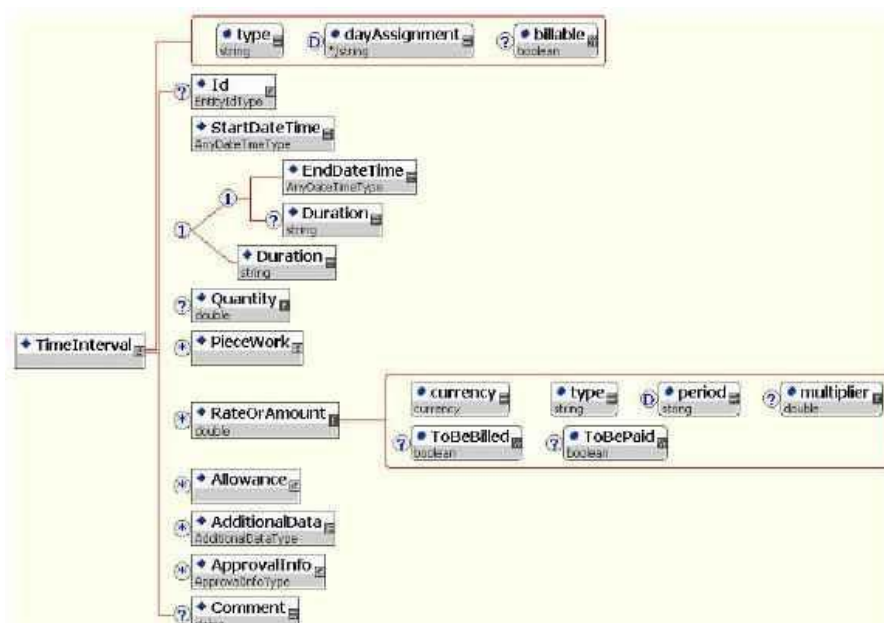 type
string
D dayAssignment
*/string
? billable
boolean
? Id
EntityIdType
StartDateTime
AnyDateTimeType
EndDateTime
AnyDateTimeType
1
? Duration
string
1
Duration
string
? Quantity
double
TimeInterval
* PieceWork
* RateOrAmount
double
currency
currency
type
string
D period
string
? multiplier
double
? ToBeBilled
boolean
? ToBePaid
boolean
* Allowance
* AdditionalData
AdditionalDataType
* ApprovalInfo
ApprovalInfoType
? Comment